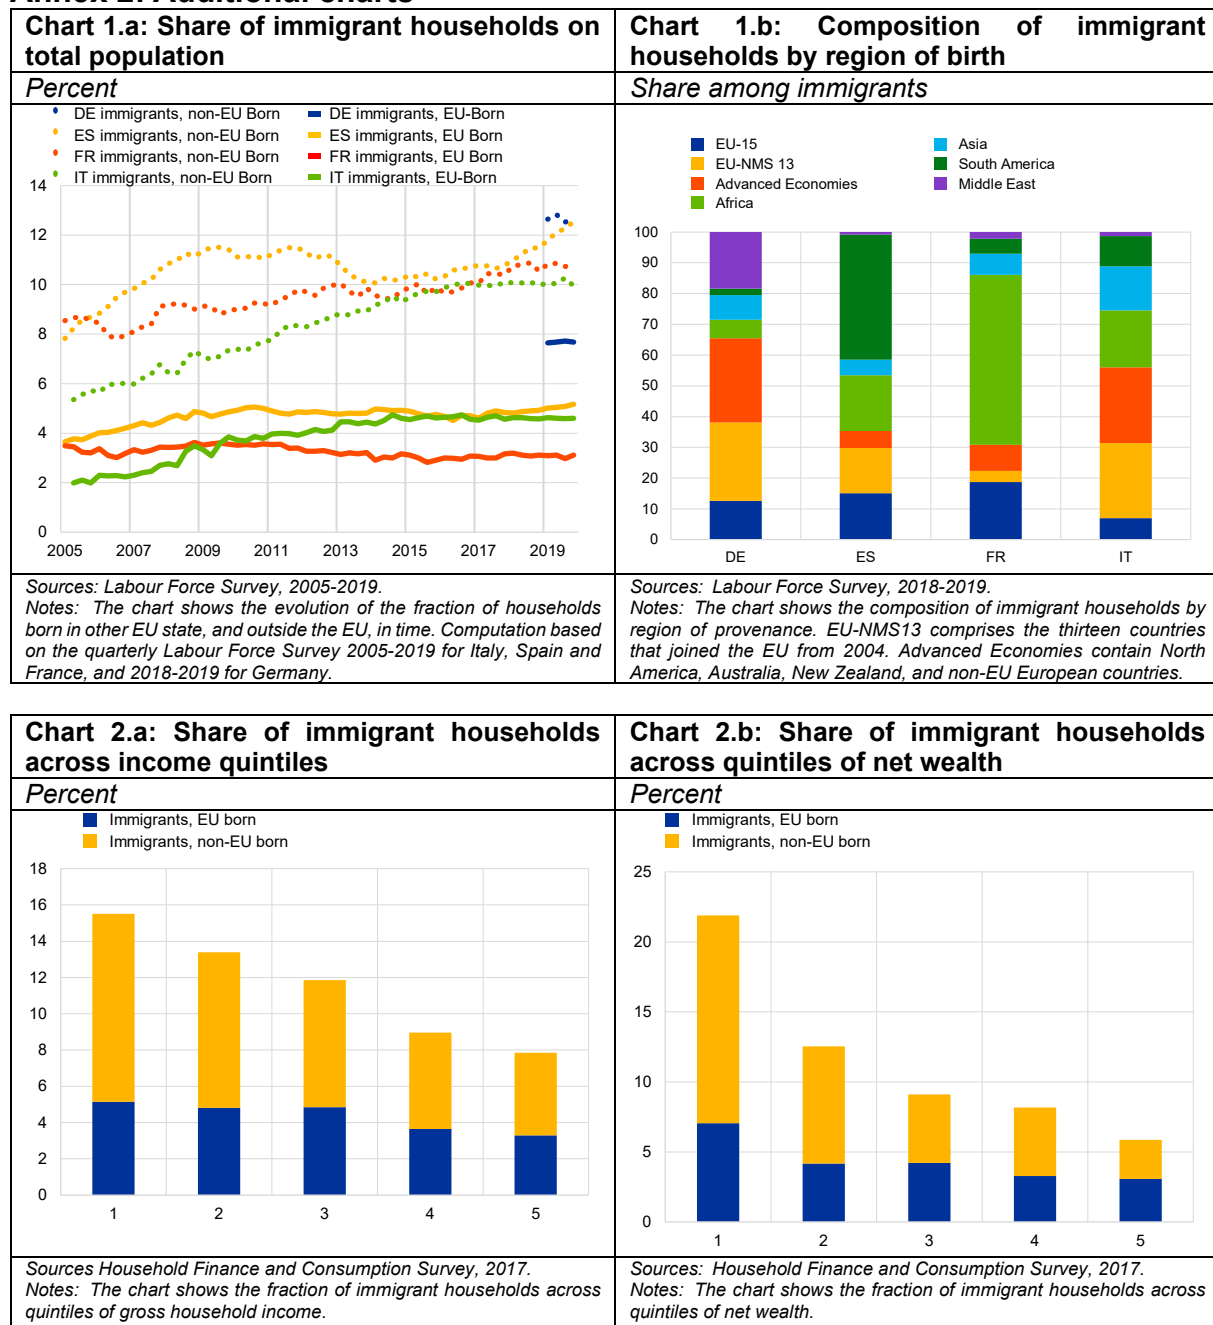 Annex 2: Additional charts
Chart 1.a: Share of immigrant households on
total population
Percent
DE immigrants, non-EU Born
DE immigrants, EU-Born
ES immigrants, non-EU Born
ES immigrants, EU Born
FR immigrants, non-EU Born
FR immigrants, EU Born
IT immigrants, non-EU Born
IT immigrants, EU-Born
14
12
10
8
6
4
2
0
2005 2007 2009 2011 2013 2015 2017 2019
Sources: Labour Force Survey, 2005-2019.
Notes: The chart shows the evolution of the fraction of households
born in other EU state, and outside the EU, in time. Computation based
on the quarterly Labour Force Survey 2005-2019 for Italy, Spain and
France, and 2018-2019 for Germany.
Chart 1.b: Composition of immigrant
households by region of birth
Share among immigrants
EU-15
Asia
EU-NMS 13
South America
Advanced Economies
Middle East
Africa
100
90
80
70
60
50
40
30
20
10
0
DE ES FR IT
Sources: Labour Force Survey, 2018-2019.
Notes: The chart shows the composition of immigrant households by
region of provenance. EU-NMS13 comprises the thirteen countries
that joined the EU from 2004. Advanced Economies contain North
America, Australia, New Zealand, and non-EU European countries.
Chart 2.a: Share of immigrant households
across income quintiles
Percent
Immigrants, EU born
Immigrants, non-EU born
18
16
14
12
10
8
6
4
2
0
1 2 3 4 5
Sources Household Finance and Consumption Survey, 2017.
Notes: The chart shows the fraction of immigrant households across
quintiles of gross household income.
Chart 2.b: Share of immigrant households
across quintiles of net wealth
Percent
Immigrants, EU born
Immigrants, non-EU born
25
20
15
10
5
0
1 2 3 4 5
Sources: Household Finance and Consumption Survey, 2017.
Notes: The chart shows the fraction of immigrant households across
quintiles of net wealth.